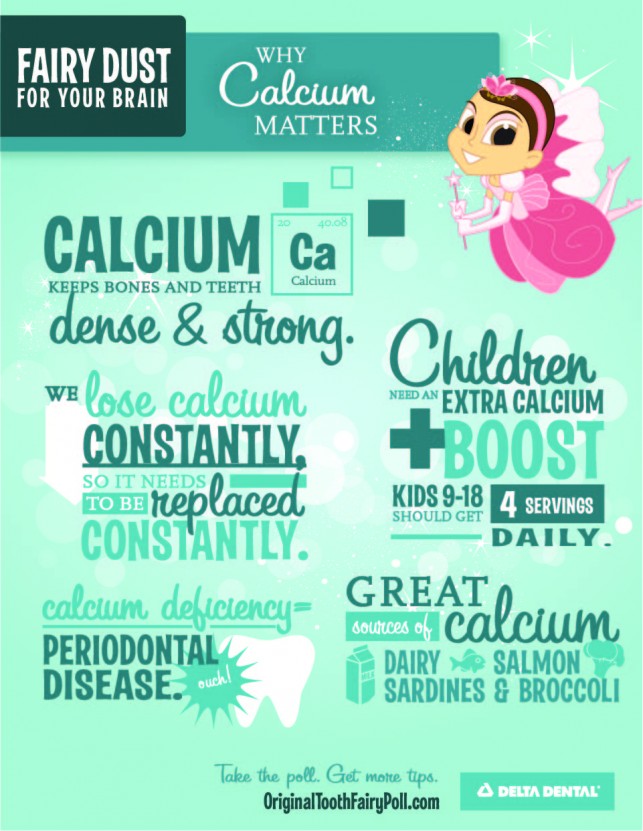 FAIRY DUST
FOR YOUR BRAIN
WHY
Calcium
MATTERS
CALCIUM
KEEPS BONES AND TEETH
dense & strong.
20 40.08
Ca
Calcium
WE lose calcium
CONSTANTLY,
SO IT NEEDS
TO BE replaced
CONSTANTLY.
Children
NEED AN EXTRA CALCIUM
BOOST
KIDS 9-18
SHOULD GET
4 SERVINGS
DAILY.
calcium deficiency=
PERIODONTAL
DISEASE.
ouch!
GREAT
sources of calcium
MILK
DAIRY SALMON
SARDINES & BROCCOLI
Take the poll. Get more tips.
OriginalToothFairyPoll.com
DELTA DENTAL®